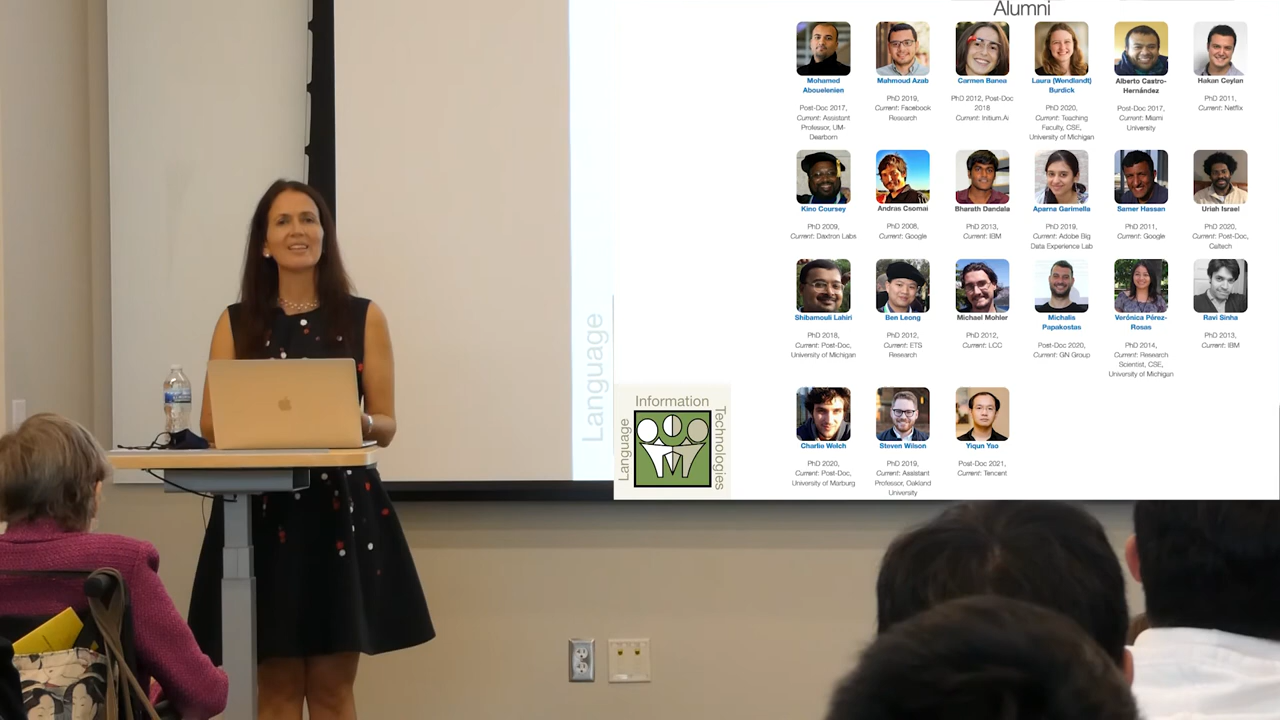 Alumni
Mohamed
Abouelenien
Post-Doc 2017,
Current: Assistant
Professor, UM-
Dearborn
Mahmoud Azab
PhD 2019,
Current: Facebook
Research
Carmen Banea
PhD 2012, Post-Doc
2018
Current: Initium.Ai
Laura (Wendlandt)
Burdick
PhD 2020,
Current: Teaching
Faculty, CSE,
University of Michigan
Alberto Castro-
Hernández
Post-Doc 2017,
Current: Miami
University
Hakan Ceylan
PhD 2011,
Current: Netflix
Kino Coursey
PhD 2009,
Current: Daxtron Labs
Andras Csomai
PhD 2008,
Current: Google
Bharath Dandala
PhD 2013,
Current: IBM
Aparna Garimella
PhD 2019,
Current: Adobe Big
Data Experience Lab
Samer Hassan
PhD 2011,
Current: Google
Uriah Israel
PhD 2020,
Current: Post-Doc,
Caltech
Shibamouli Lahiri
PhD 2018,
Current: Post-Doc,
University of Michigan
Ben Leong
PhD 2012,
Current: ETS
Research
Michael Mohler
PhD 2012,
Current: LCC
Michalis
Papakostas
Post-Doc 2020,
Current: GN Group
Verónica Pérez-
Rosas
PhD 2014,
Current: Research
Scientist, CSE,
University of Michigan
Ravi Sinha
PhD 2013,
Current: IBM
Charlie Welch
PhD 2020,
Current: Post-Doc,
University of Marburg
Steven Wilson
PhD 2019,
Current: Assistant
Professor, Oakland
University
Yiqun Yao
Post-Doc 2021,
Current: Tencent
Language
Language
Information
Technologies